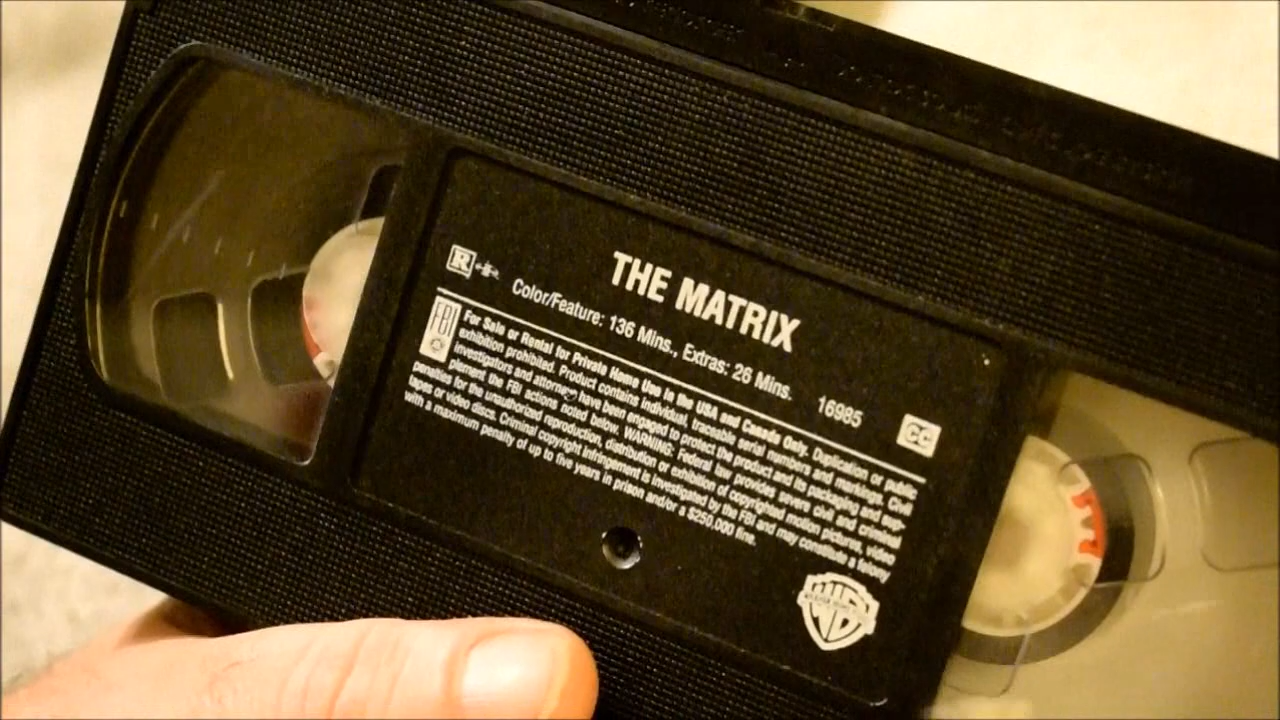 THE MATRIX
R
Color/Feature: 136 Mins., Extras: 26 Mins. 16985
CC
FBI
For Sale or Rental for Private Home Use in the USA and Canada Only. Duplication or public
exhibition prohibited. Product contains individual, traceable serial numbers and markings. Civil
investigators and attorneys have been engaged to protect the product and its packaging and sup-
plement the FBI actions noted below. WARNING: Federal law provides severe civil and criminal
penalties for the unauthorized reproduction, distribution or exhibition of copyrighted motion pictures, video
tapes or video discs. Criminal copyright infringement is investigated by the FBI and may constitute a felony
with a maximum penalty of up to five years in prison and/or a $250,000 fine.
WB